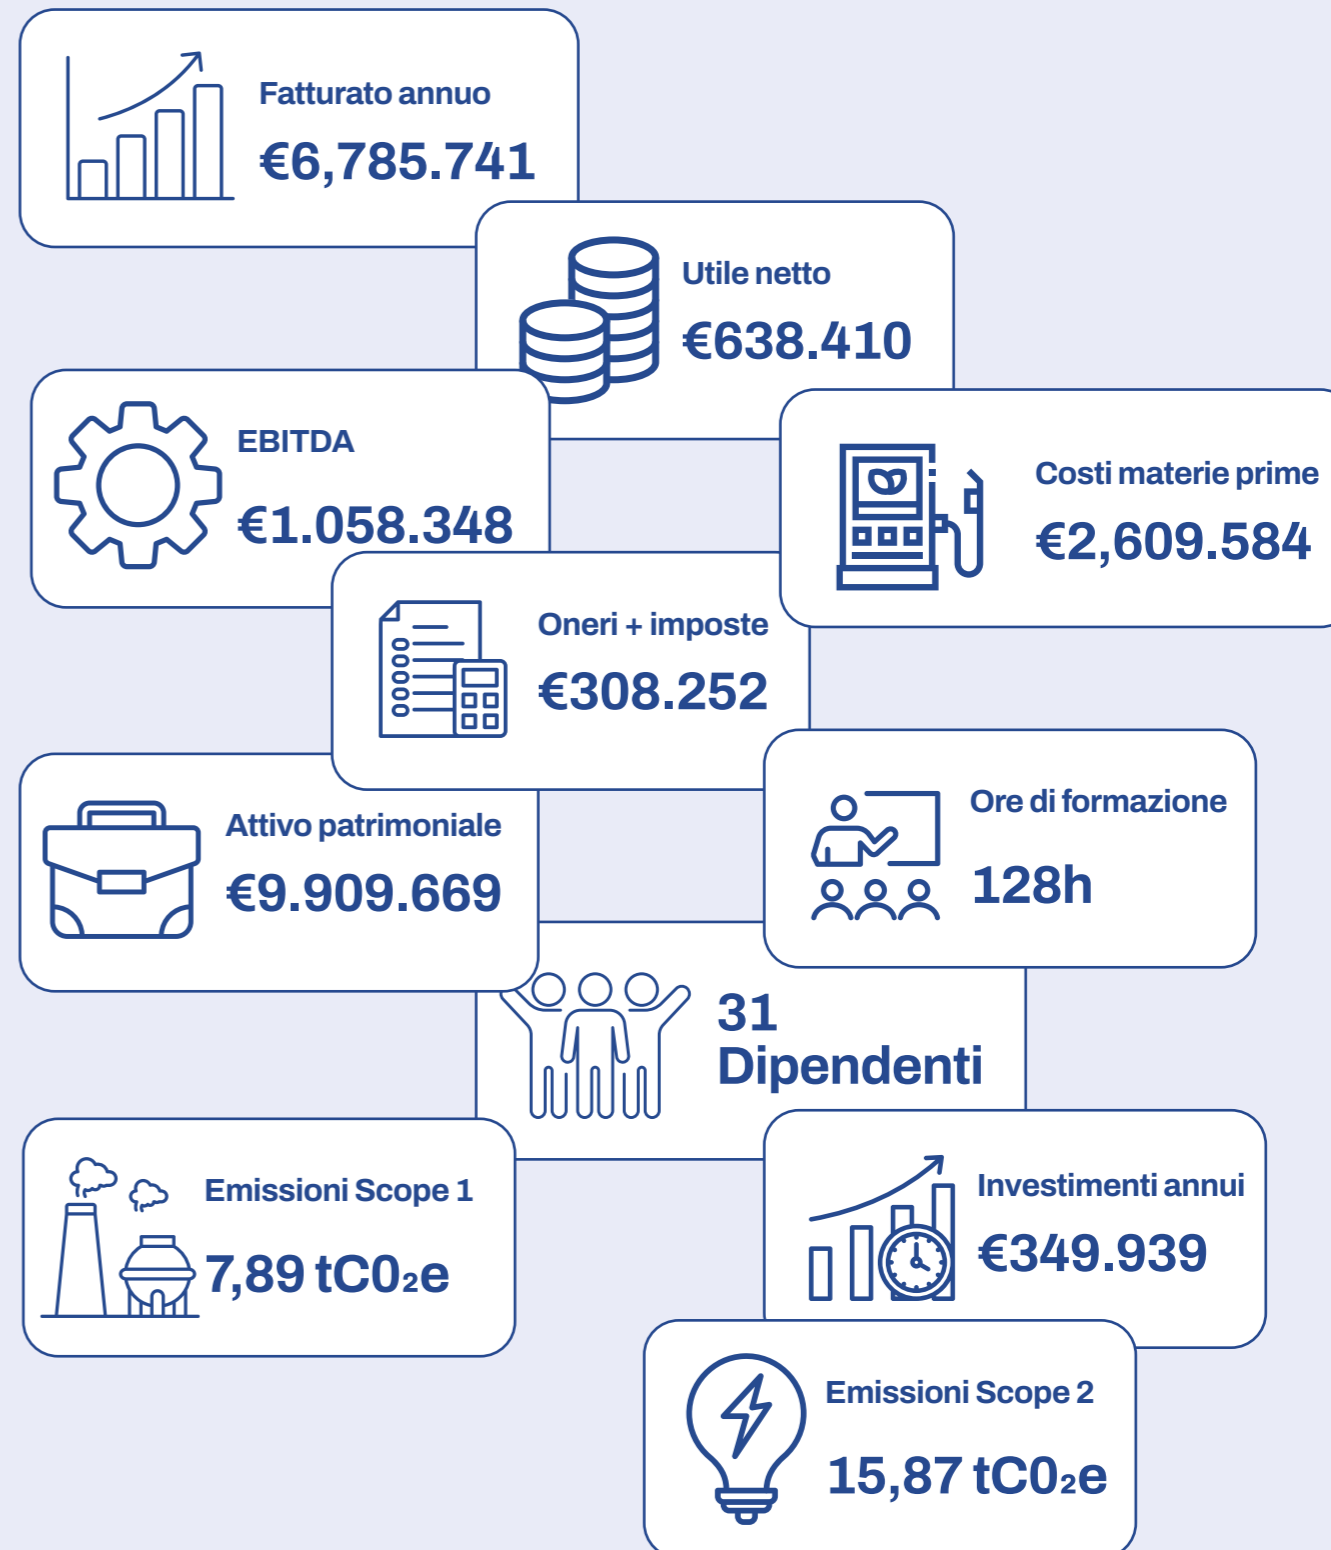 Fatturato annuo
€6,785.741
Utile netto
€638.410
EBITDA
€1.058.348
Costi materie prime
€2,609.584
Oneri + imposte
€308.252
Attivo patrimoniale
€9.909.669
Ore di formazione
128h
31
Dipendenti
Emissioni Scope 1
7,89 tC0₂e
Investimenti annui
€349.939
Emissioni Scope 2
15,87 tC0₂e